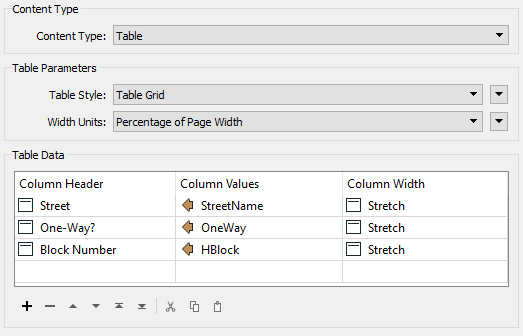 Content Type
Content Type: Table
Table Parameters
Table Style: Table Grid
Width Units: Percentage of Page Width
Table Data
Column Header Column Values Column Width
Street StreetName Stretch
One-Way? OneWay Stretch
Block Number HBlock Stretch